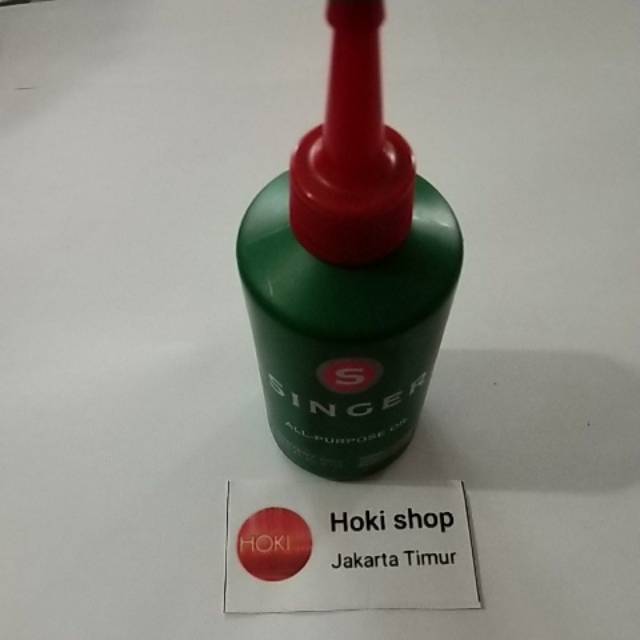 S
SINGER
ALL-PURPOSE OIL
HOKI
Hoki shop
Jakarta Timur